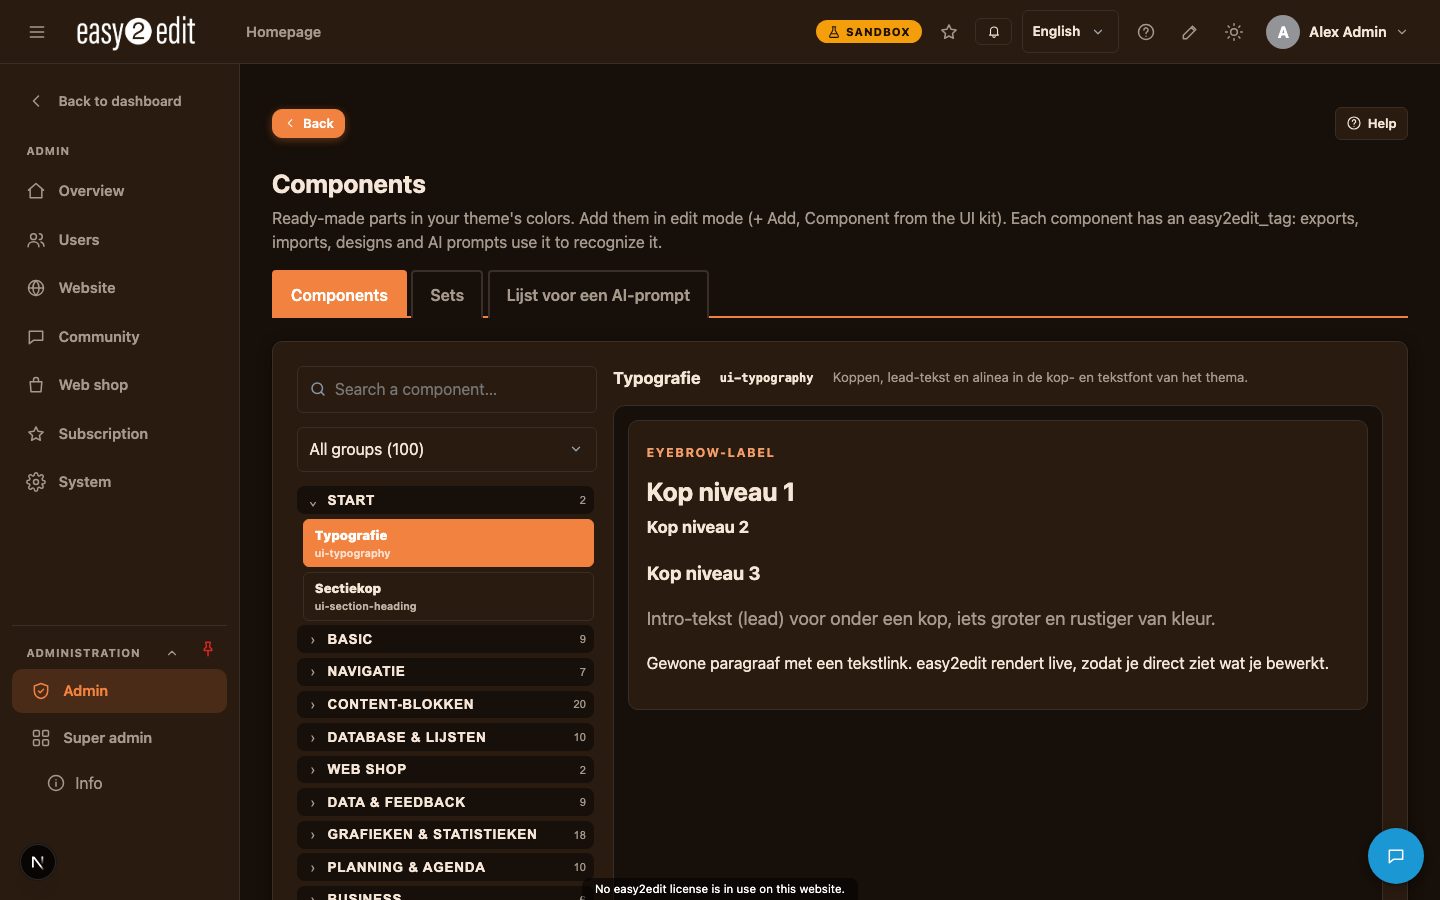 easy2edit
Homepage
SANDBOX
English
A
Alex Admin
Back to dashboard
ADMIN
Overview
Users
Website
Community
Web shop
Subscription
System
ADMINISTRATION
Admin
Super admin
Info
N
Back
Help
Components
Ready-made parts in your theme's colors. Add them in edit mode (+ Add, Component from the UI kit). Each component has an easy2edit_tag: exports,
imports, designs and AI prompts use it to recognize it.
Components
Sets
Lijst voor een AI-prompt
Search a component...
All groups (100)
START 2
Typografie
ui-typography
Sectiekop
ui-section-heading
BASIC 9
NAVIGATIE 7
CONTENT-BLOKKEN 20
DATABASE & LIJSTEN 10
WEB SHOP 2
DATA & FEEDBACK 9
GRAFIEKEN & STATISTIEKEN 18
PLANNING & AGENDA 10
BUSINESS
Typografie ui-typography Koppen, lead-tekst en alinea in de kop- en tekstfont van het thema.
EYEBROW-LABEL
Kop niveau 1
Kop niveau 2
Kop niveau 3
Intro-tekst (lead) voor onder een kop, iets groter en rustiger van kleur.
Gewone paragraaf met een tekstlink. easy2edit rendert live, zodat je direct ziet wat je bewerkt.
No easy2edit license is in use on this website.